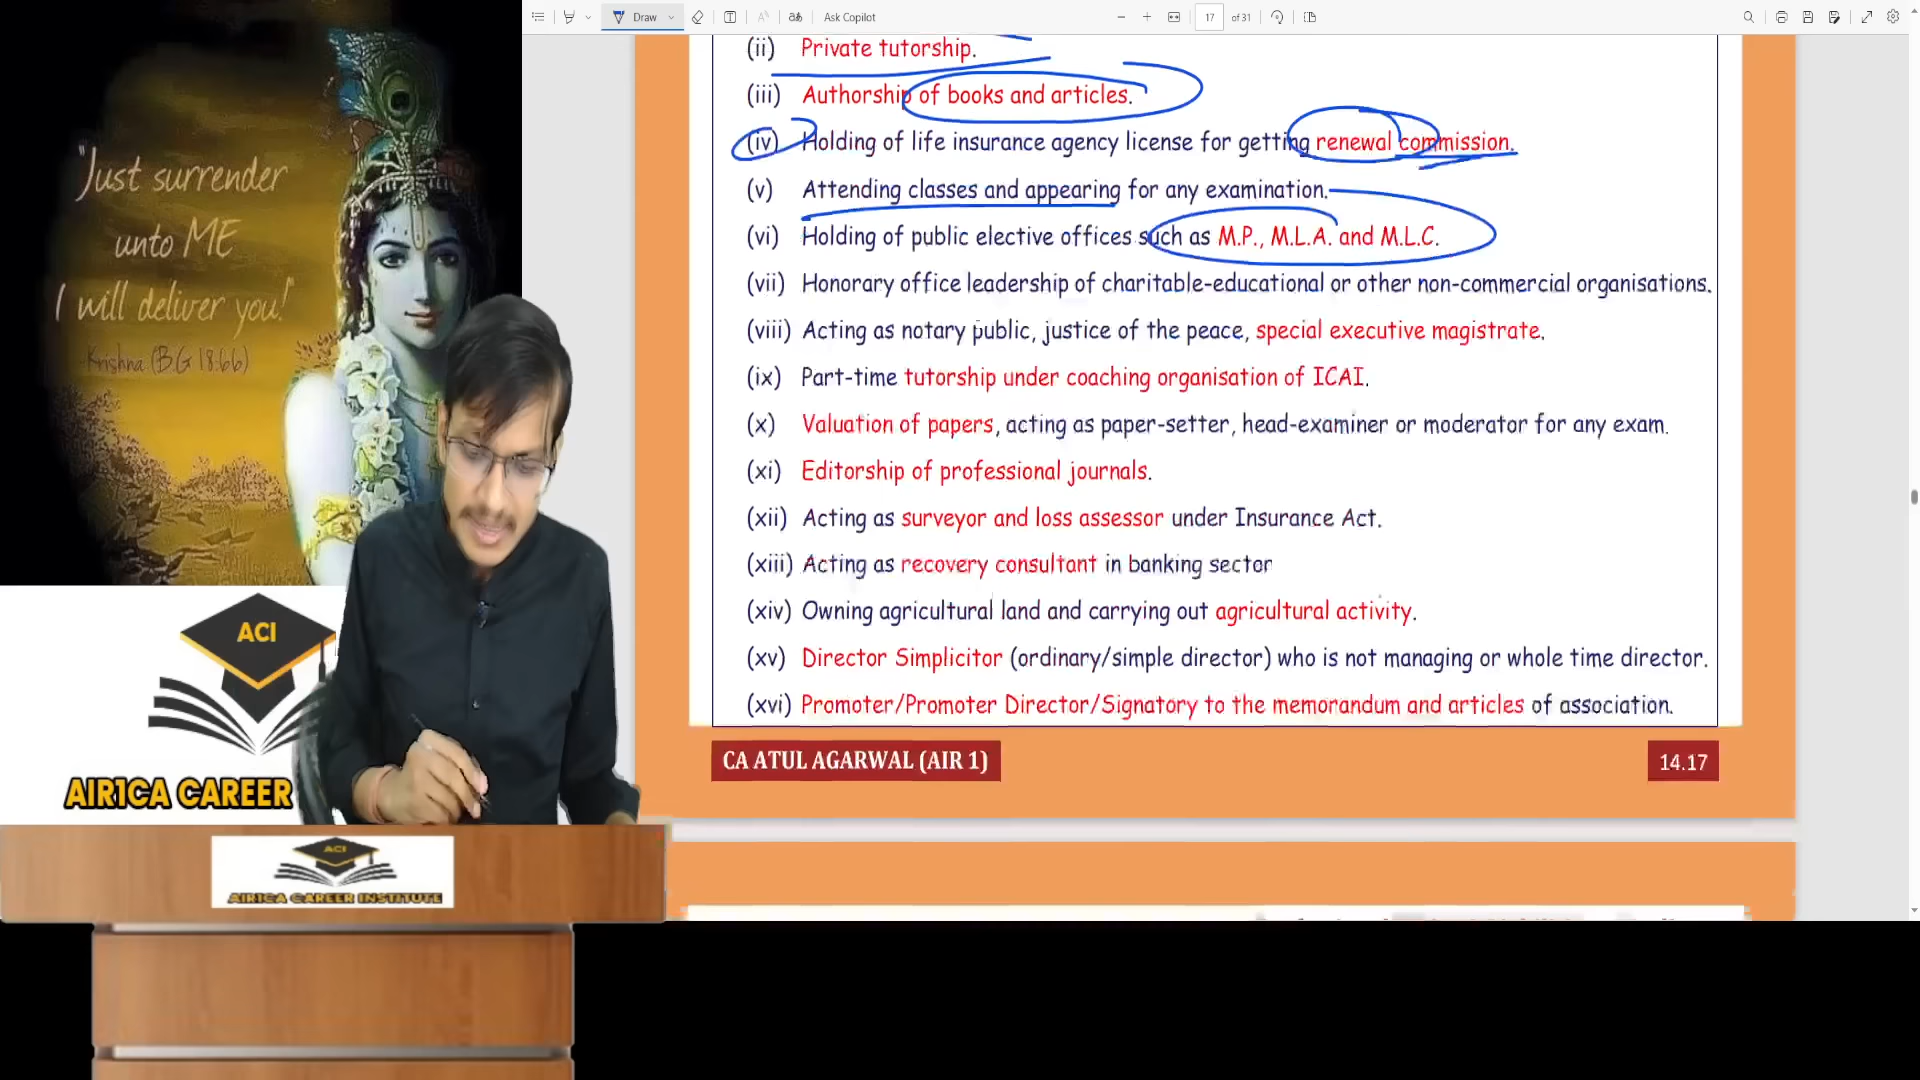 Draw
Ask Copilot
17 of 31
(ii) Private tutorship.
(iii) Authorship of books and articles.
(iv) Holding of life insurance agency license for getting renewal commission.
(v) Attending classes and appearing for any examination.
(vi) Holding of public elective offices such as M.P., M.L.A. and M.L.C.
(vii) Honorary office leadership of charitable-educational or other non-commercial organisations.
(viii) Acting as notary public, justice of the peace, special executive magistrate.
(ix) Part-time tutorship under coaching organisation of ICAI.
(x) Valuation of papers, acting as paper-setter, head-examiner or moderator for any exam.
(xi) Editorship of professional journals.
(xii) Acting as surveyor and loss assessor under Insurance Act.
(xiii) Acting as recovery consultant in banking sector
(xiv) Owning agricultural land and carrying out agricultural activity.
(xv) Director Simplicitor (ordinary/simple director) who is not managing or whole time director.
(xvi) Promoter/Promoter Director/Signatory to the memorandum and articles of association.
CA ATUL AGARWAL (AIR 1)
14.17
"Just surrender
unto ME
I will deliver you!"
-Krishna (B.G 18:66)
ACI
AIR1CA CAREER
ACI
AIR1CA CAREER INSTITUTE